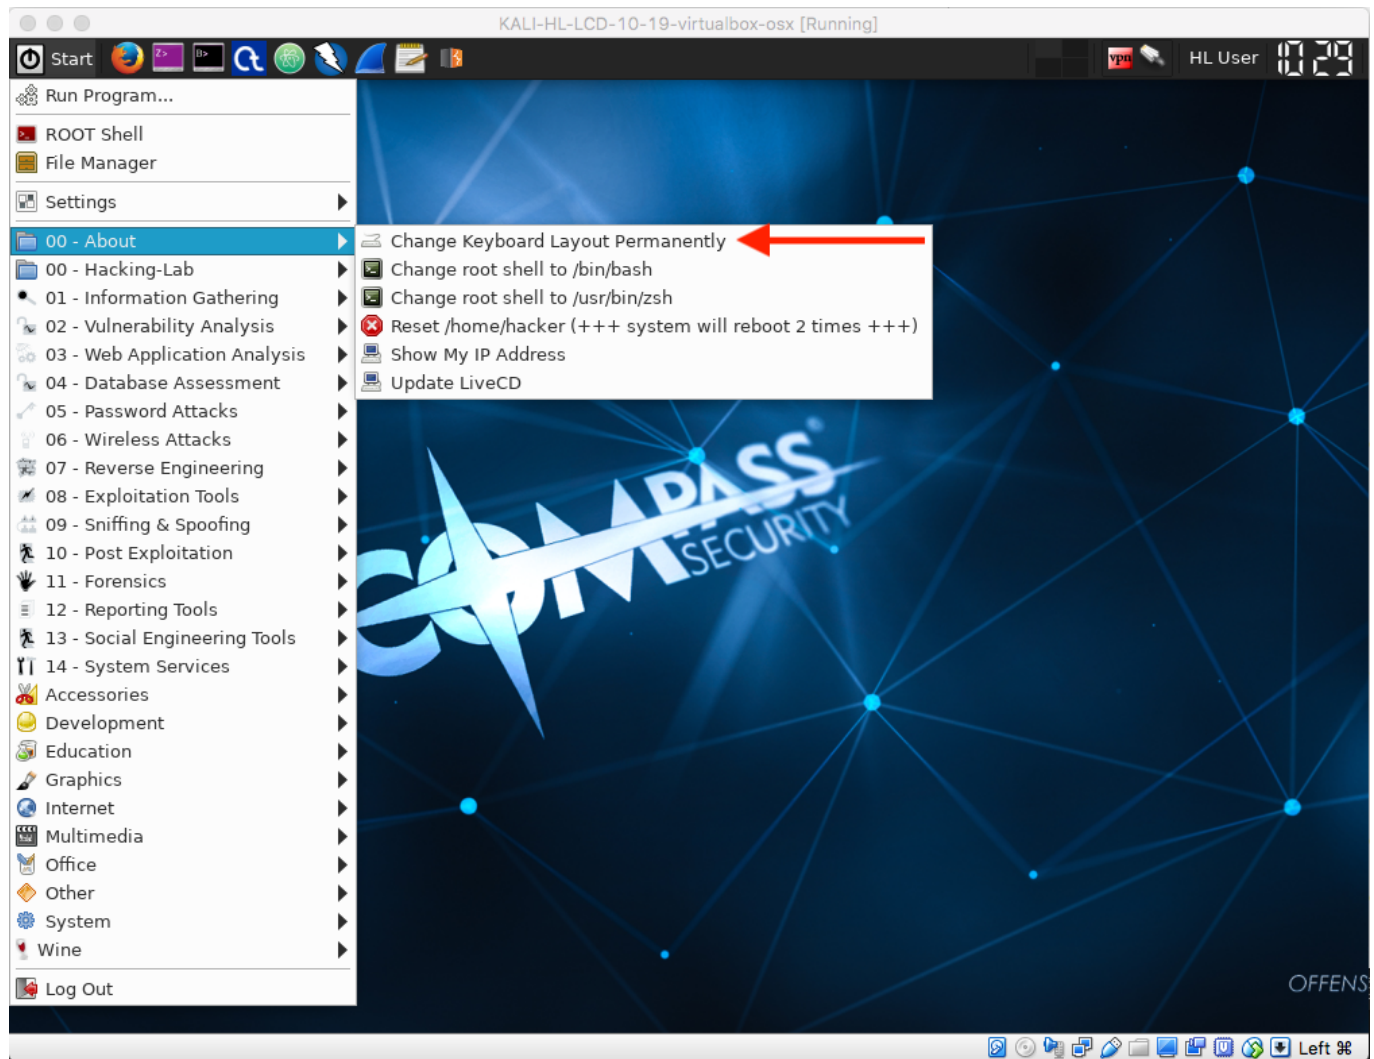 KALI-HL-LCD-10-19-virtualbox-osx [Running]
Start
Z>
B>
vpn
HL User
10 29
Run Program...
ROOT Shell
File Manager
Settings
00 - About
00 - Hacking-Lab
01 - Information Gathering
02 - Vulnerability Analysis
03 - Web Application Analysis
04 - Database Assessment
05 - Password Attacks
06 - Wireless Attacks
07 - Reverse Engineering
08 - Exploitation Tools
09 - Sniffing & Spoofing
10 - Post Exploitation
11 - Forensics
12 - Reporting Tools
13 - Social Engineering Tools
14 - System Services
Accessories
Development
Education
Graphics
Internet
Multimedia
Office
Other
System
Wine
Log Out
Change Keyboard Layout Permanently
Change root shell to /bin/bash
Change root shell to /usr/bin/zsh
Reset /home/hacker (+++ system will reboot 2 times +++)
Show My IP Address
Update LiveCD
COMPASS
SECURITY
OFFENS
Left ⌘